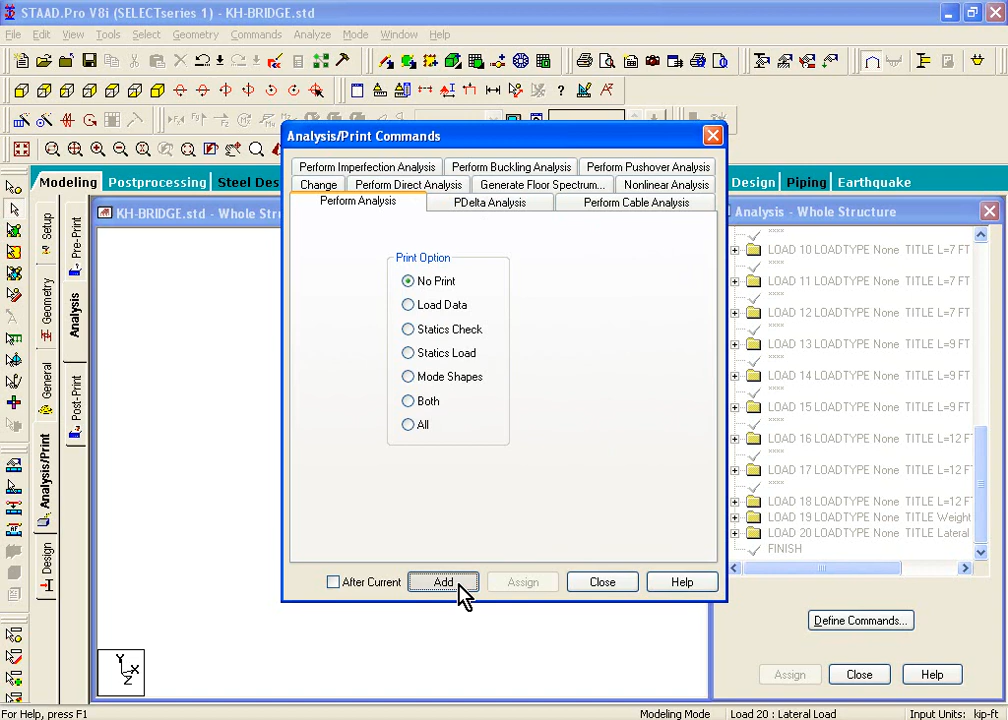 STAAD.Pro V8i (SELECTseries 1) - KH-BRIDGE.std
File Edit View Tools Select Geometry Commands Analyze Mode Window Help
Modeling Postprocessing Steel Des Design Piping Earthquake
KH-BRIDGE.std - Whole Stru
Setup
Geometry
General
Analysis/Print
Design
Pre-Print
Analysis
Post-Print
Analysis/Print Commands
Perform Imperfection Analysis Perform Buckling Analysis Perform Pushover Analysis
Change Perform Direct Analysis Generate Floor Spectrum... Nonlinear Analysis
Perform Analysis PDelta Analysis Perform Cable Analysis
Print Option
No Print
Load Data
Statics Check
Statics Load
Mode Shapes
Both
All
After Current Add Assign Close Help
Analysis - Whole Structure
****
LOAD 10 LOADTYPE None TITLE L=7 FT
****
LOAD 11 LOADTYPE None TITLE L=7 FT
****
LOAD 12 LOADTYPE None TITLE L=7 FT
****
LOAD 13 LOADTYPE None TITLE L=9 FT
****
LOAD 14 LOADTYPE None TITLE L=9 FT
****
LOAD 15 LOADTYPE None TITLE L=9 FT
****
LOAD 16 LOADTYPE None TITLE L=12 F
****
LOAD 17 LOADTYPE None TITLE L=12 F
****
LOAD 18 LOADTYPE None TITLE L=12 F
LOAD 19 LOADTYPE None TITLE Weight
LOAD 20 LOADTYPE None TITLE Lateral
FINISH
Define Commands...
Assign Close Help
Y
X
Z
For Help, press F1 Modeling Mode Load 20 : Lateral Load Input Units: kip-ft